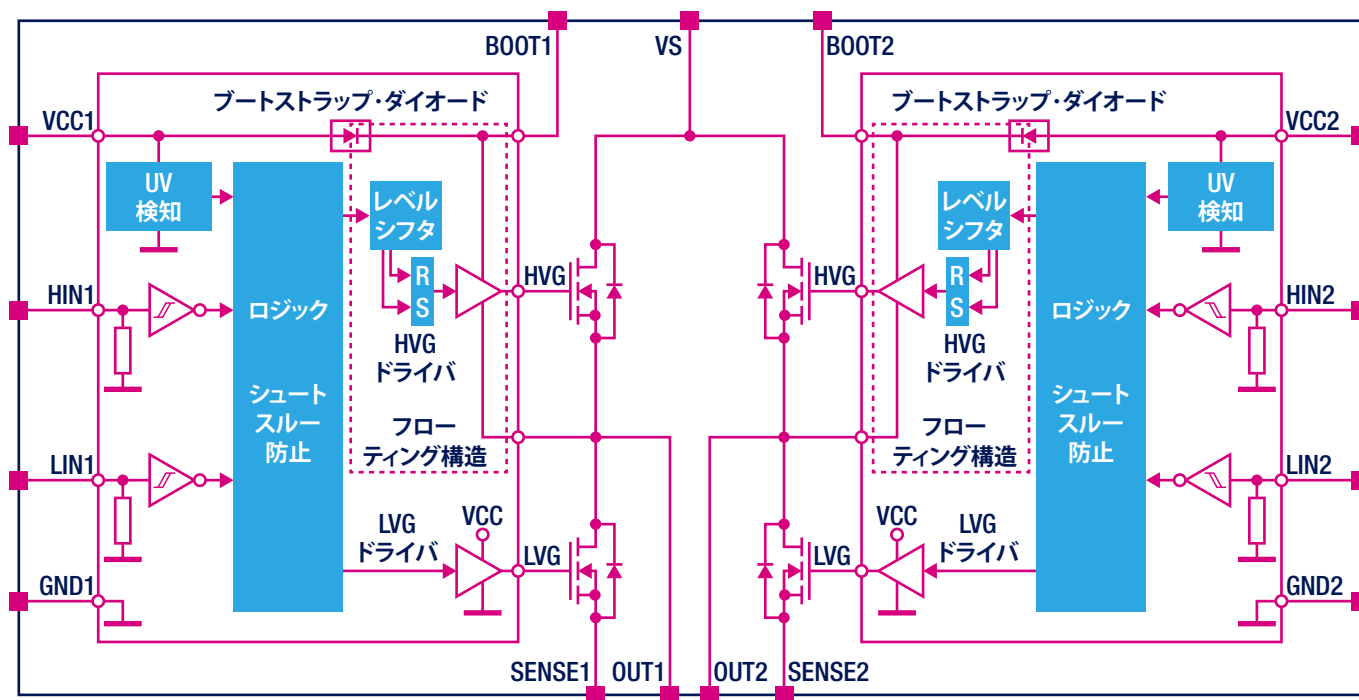 BOOT1
VS
BOOT2
ブートストラップ・ダイオード
ブートストラップ・ダイオード
VCC1
VCC2
UV
検知
レベル
シフタ
レベル
シフタ
UV
検知
HIN1
R
S
HVG
HVG
R
S
HIN2
ロジック
ロジック
HVG
ドライバ
HVG
ドライバ
シュート
スルー
防止
シュート
スルー
防止
フロー
ティング構造
フロー
ティング構造
LIN1
LIN2
LVG
ドライバ
VCC
LVG
LVG
VCC
LVG
ドライバ
GND1
GND2
SENSE1
OUT1
OUT2
SENSE2